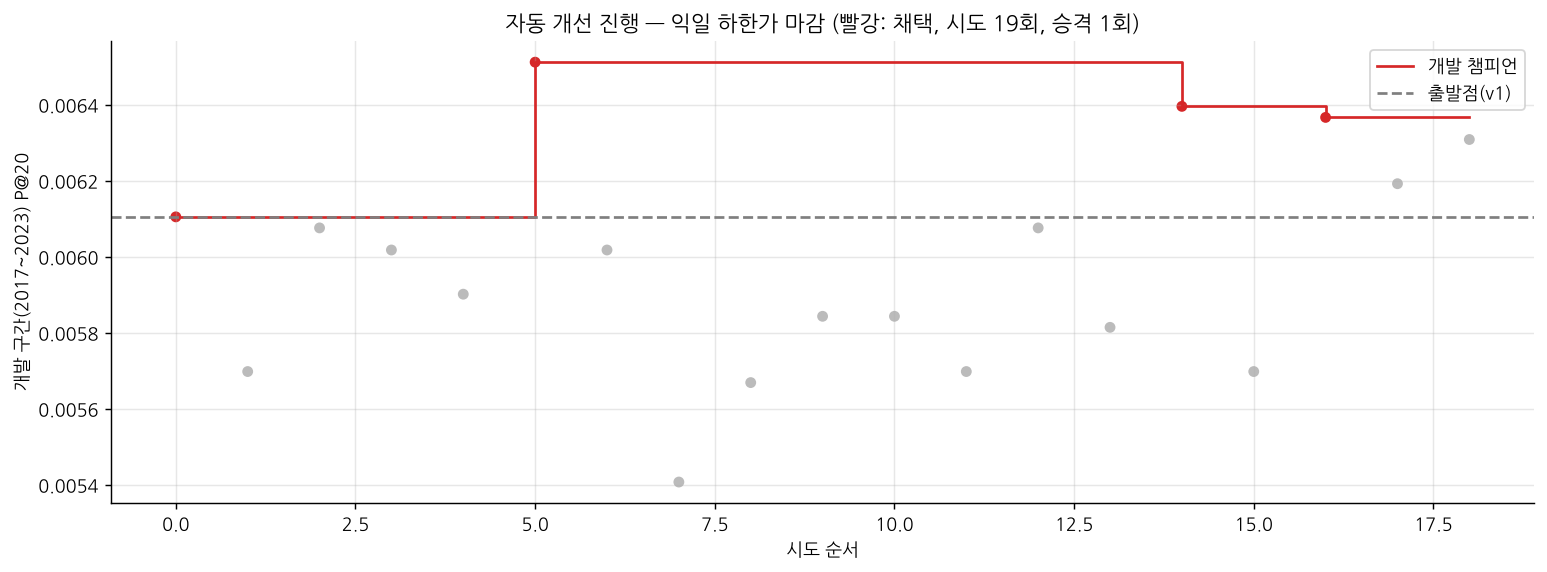 자동 개선 진행 — 익일 하한가 마감 (빨강: 채택, 시도 19회, 승격 1회)
개발 챔피언
출발점(v1)
개발 구간(2017~2023) P@20
0.0064
0.0062
0.0060
0.0058
0.0056
0.0054
0.0
2.5
5.0
7.5
10.0
12.5
15.0
17.5
시도 순서